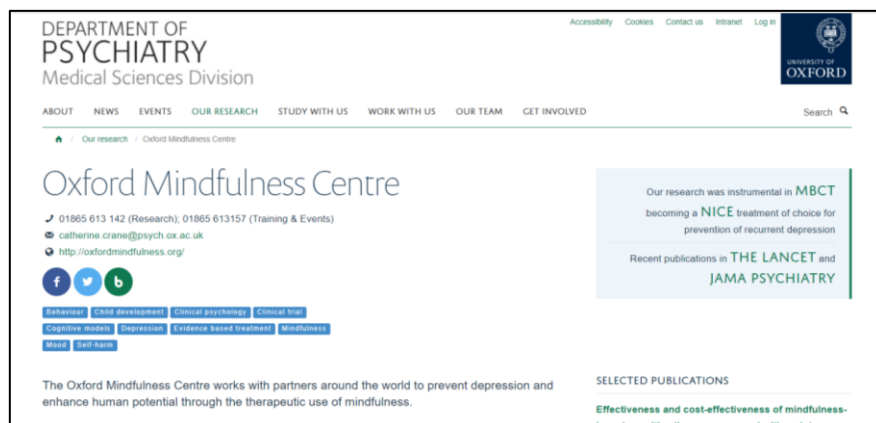 DEPARTMENT OF
PSYCHIATRY
Medical Sciences Division
Accessibility Cookies Contact us Intranet Log in
UNIVERSITY OF
OXFORD
ABOUT NEWS EVENTS OUR RESEARCH STUDY WITH US WORK WITH US OUR TEAM GET INVOLVED Search
/ Our research / Oxford Mindfulness Centre
Oxford Mindfulness Centre
01865 613 142 (Research); 01865 613157 (Training & Events)
catherine.crane@psych.ox.ac.uk
http://oxfordmindfulness.org/
f b
Behaviour Child development Clinical psychology Clinical trial
Cognitive models Depression Evidence based treatment Mindfulness
Mood Self-harm
The Oxford Mindfulness Centre works with partners around the world to prevent depression and
enhance human potential through the therapeutic use of mindfulness.
Our research was instrumental in MBCT
becoming a NICE treatment of choice for
prevention of recurrent depression
Recent publications in THE LANCET and
JAMA PSYCHIATRY
SELECTED PUBLICATIONS
Effectiveness and cost-effectiveness of mindfulness-